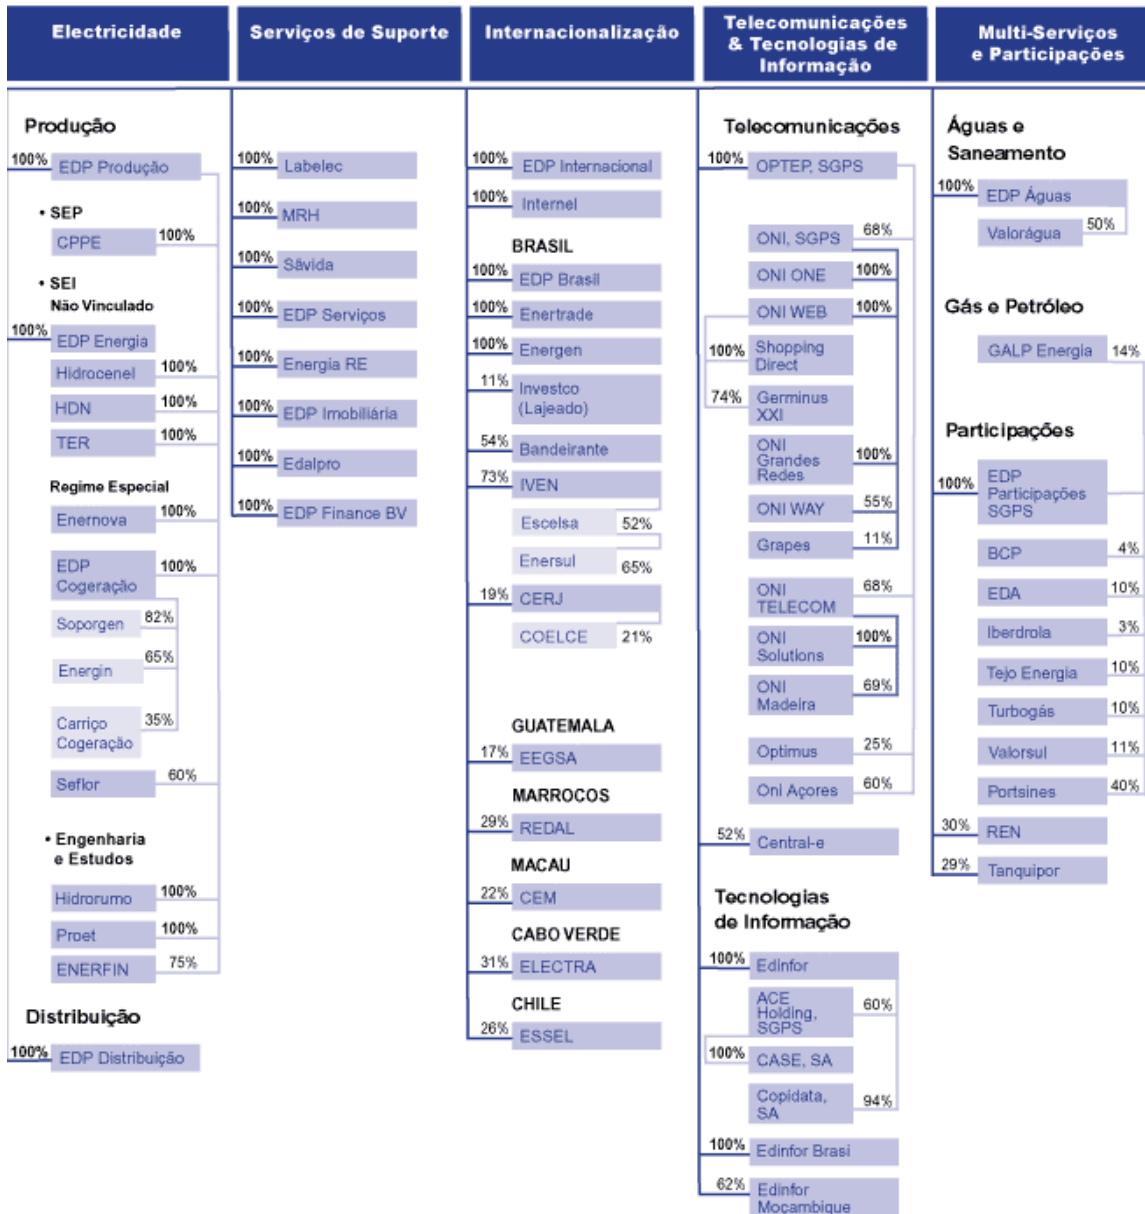 Electricidade
Serviços de Suporte
Internacionalização
Telecomunicações
& Tecnologias de
Informação
Multi-Serviços
e Participações
Produção
100% EDP Produção
• SEP
CPPE 100%
• SEI
Não Vinculado
100% EDP Energia
Hidrocenel 100%
HDN 100%
TER 100%
Regime Especial
Enernova 100%
EDP
Cogeração 100%
Soporgen 82%
Energin 65%
Carriço
Cogeração 35%
Seflor 60%
• Engenharia
e Estudos
Hidrorumo 100%
Proet 100%
ENERFIN 75%
Distribuição
100% EDP Distribuição
100% Labelec
100% MRH
100% Sãvida
100% EDP Serviços
100% Energia RE
100% EDP Imobiliária
100% Edalpro
100% EDP Finance BV
100% EDP Internacional
100% Internel
BRASIL
100% EDP Brasil
100% Enertrade
100% Energen
11% Investco
(Lajeado)
54% Bandeirante
73% IVEN
Escelsa 52%
Enersul 65%
19% CERJ
COELCE 21%
GUATEMALA
17% EEGSA
MARROCOS
29% REDAL
MACAU
22% CEM
CABO VERDE
31% ELECTRA
CHILE
26% ESSEL
Telecomunicações
100% OPTEP, SGPS
ONI, SGPS 68%
ONI ONE 100%
ONI WEB 100%
100% Shopping
Direct
74% Germinus
XXI
ONI
Grandes
Redes 100%
ONI WAY 55%
Grapes 11%
ONI
TELECOM 68%
ONI
Solutions 100%
ONI
Madeira 69%
Optimus 25%
Oni Açores 60%
52% Central-e
Tecnologias
de Informação
100% Edinfor
ACE
Holding,
SGPS 60%
100% CASE, SA
Copidata,
SA 94%
100% Edinfor Brasi
62% Edinfor
Moçambique
Águas e
Saneamento
100% EDP Águas
Valorágua 50%
Gás e Petróleo
GALP Energia 14%
Participações
100% EDP
Participações
SGPS
BCP 4%
EDA 10%
Iberdrola 3%
Tejo Energia 10%
Turbogás 10%
Valorsul 11%
Portsines 40%
30% REN
29% Tanquipor